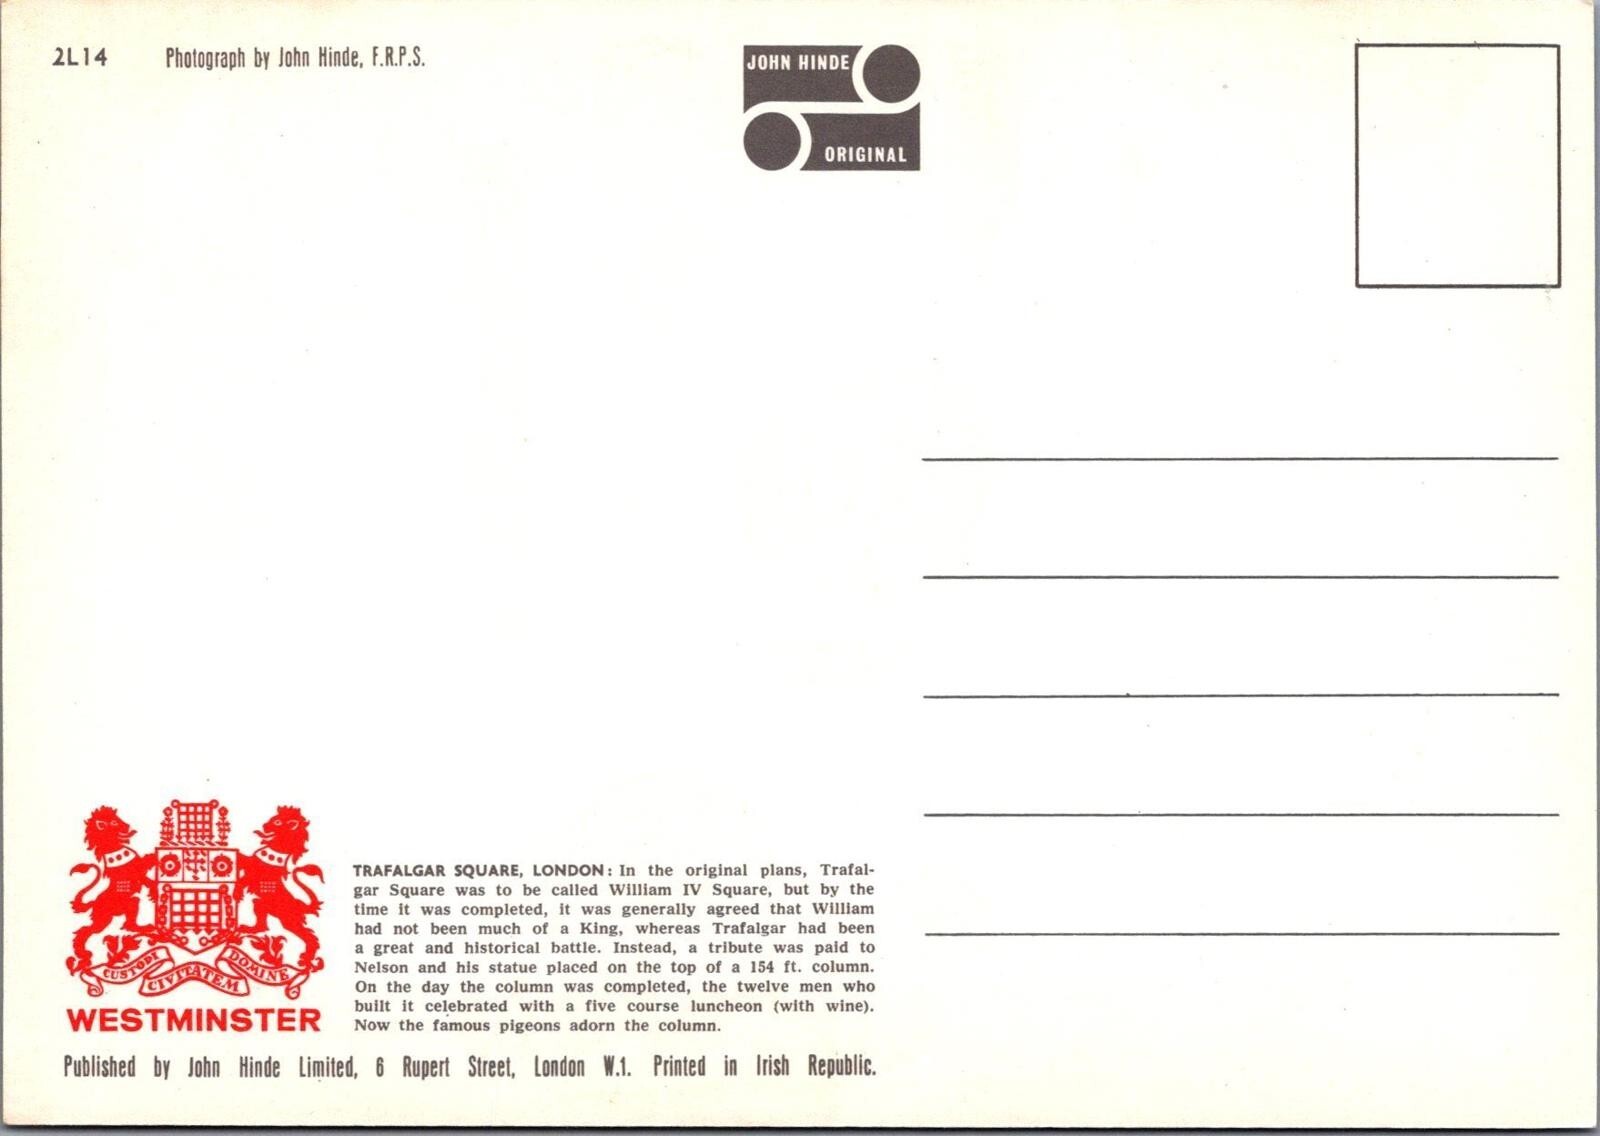 2L14 Photograph by John Hinde, F.R.P.S.
JOHN HINDE
ORIGINAL
TRAFALGAR SQUARE, LONDON: In the original plans, Trafal-
gar Square was to be called William IV Square, but by the
time it was completed, it was generally agreed that William
had not been much of a King, whereas Trafalgar had been
a great and historical battle. Instead, a tribute was paid to
Nelson and his statue placed on the top of a 154 ft. column.
On the day the column was completed, the twelve men who
built it celebrated with a five course luncheon (with wine).
Now the famous pigeons adorn the column.
CUSTODI CIVITATEM DOMINE
WESTMINSTER
Published by John Hinde Limited, 6 Rupert Street, London W.1. Printed in Irish Republic.